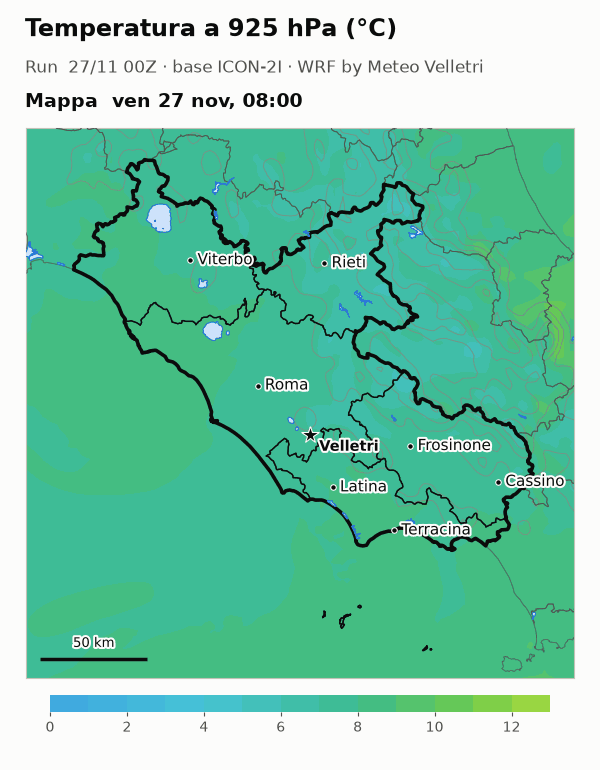 Temperatura a 925 hPa (°C)
Run  27/11 00Z · base ICON-2I · WRF by Meteo Velletri
Mappa  ven 27 nov, 08:00
Viterbo
Rieti
Roma
Velletri
Frosinone
Cassino
Latina
Terracina
50 km
0 2 4 6 8 10 12